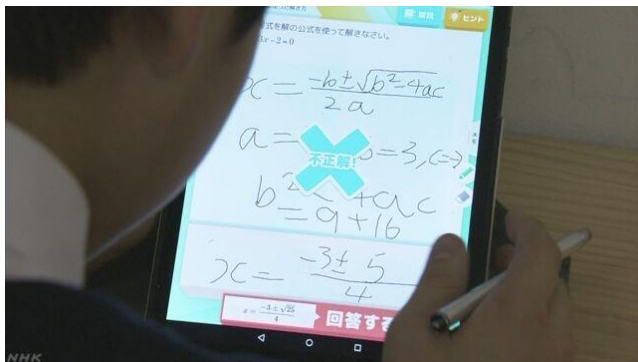 解説 ヒント
式を解の公式を使って解きなさい。
x-2=0
x = -b±√b²-4ac / 2a
a= b=3, c=
不正解!
b²
=9+16
x = -3± 5 / 4
x = -3±√25 / 4 回答する
NHK